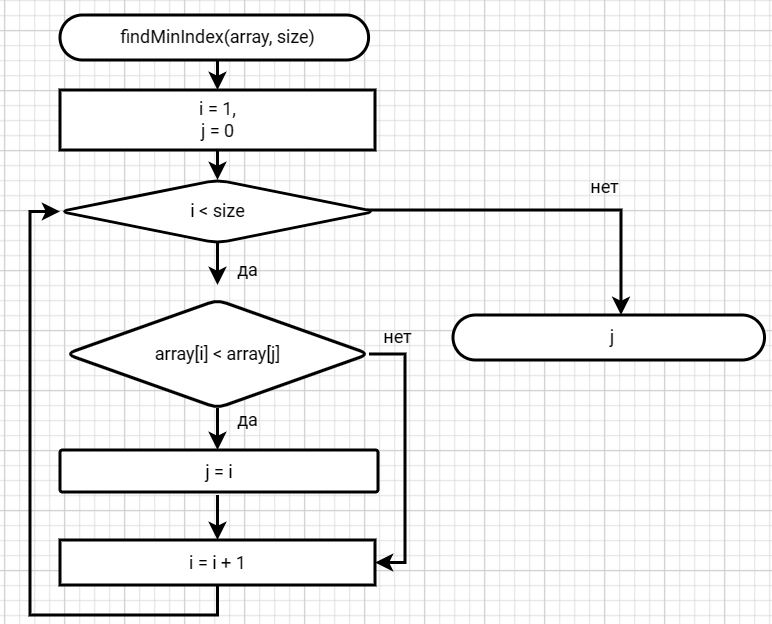 findMinIndex(array, size)
i = 1,
j = 0
i < size
нет
да
j
array[i] < array[j]
нет
да
j = i
i = i + 1